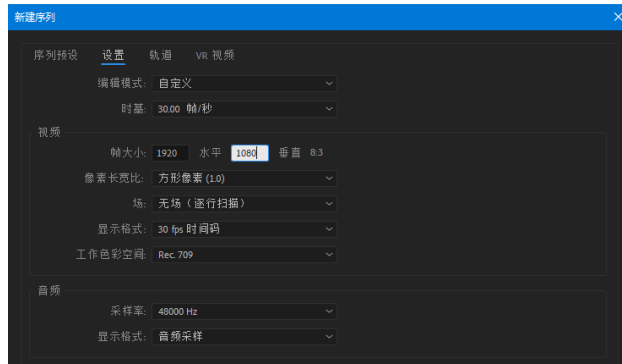 新建序列
序列预设 设置 轨道 VR 视频
编辑模式: 自定义
时基: 30.00 帧/秒
视频
帧大小: 1920 水平 1080 垂直 8:3
像素长宽比: 方形像素 (1.0)
场: 无场（逐行扫描）
显示格式: 30 fps 时间码
工作色彩空间: Rec. 709
音频
采样率: 48000 Hz
显示格式: 音频采样